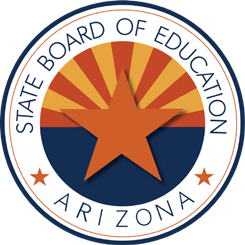 STATE BOARD OF EDUCATION
ARIZONA